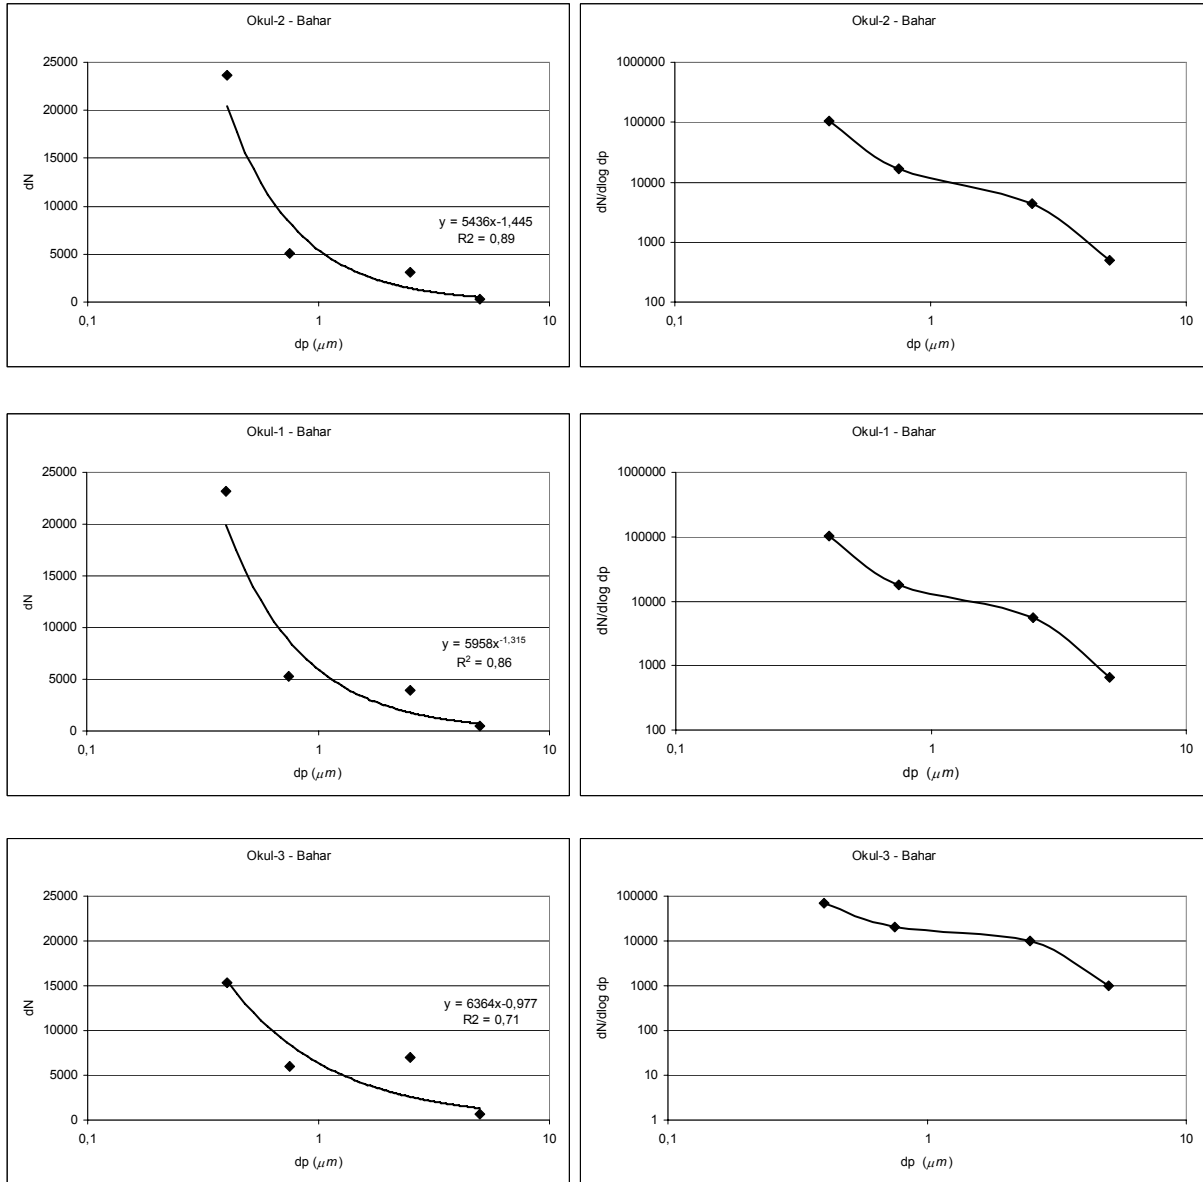 Okul-2 - Bahar
25000
20000
15000
10000
5000
0
dN
y = 5436x-1,445
R2 = 0,89
0,1 1 10
dp (μm)
Okul-2 - Bahar
1000000
100000
10000
1000
100
dN/dlog dp
0,1 1 10
dp (μm)
Okul-1 - Bahar
25000
20000
15000
10000
5000
0
dN
y = 5958x-1,315
R2 = 0,86
0,1 1 10
dp (μm)
Okul-1 - Bahar
1000000
100000
10000
1000
100
dN/dlog dp
0,1 1 10
dp (μm)
Okul-3 - Bahar
25000
20000
15000
10000
5000
0
dN
y = 6364x-0,977
R2 = 0,71
0,1 1 10
dp (μm)
Okul-3 - Bahar
100000
10000
1000
100
10
1
dN/dlog dp
0,1 1 10
dp (μm)